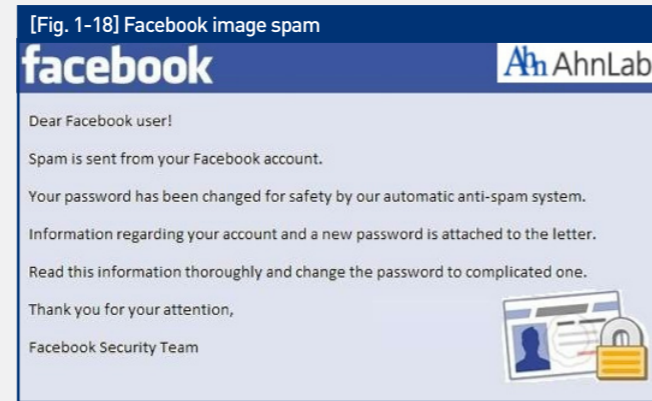 [Fig. 1-18] Facebook image spam
facebook
Ahn AhnLab
Dear Facebook user!
Spam is sent from your Facebook account.
Your password has been changed for safety by our automatic anti-spam system.
Information regarding your account and a new password is attached to the letter.
Read this information thoroughly and change the password to complicated one.
Thank you for your attention,
Facebook Security Team